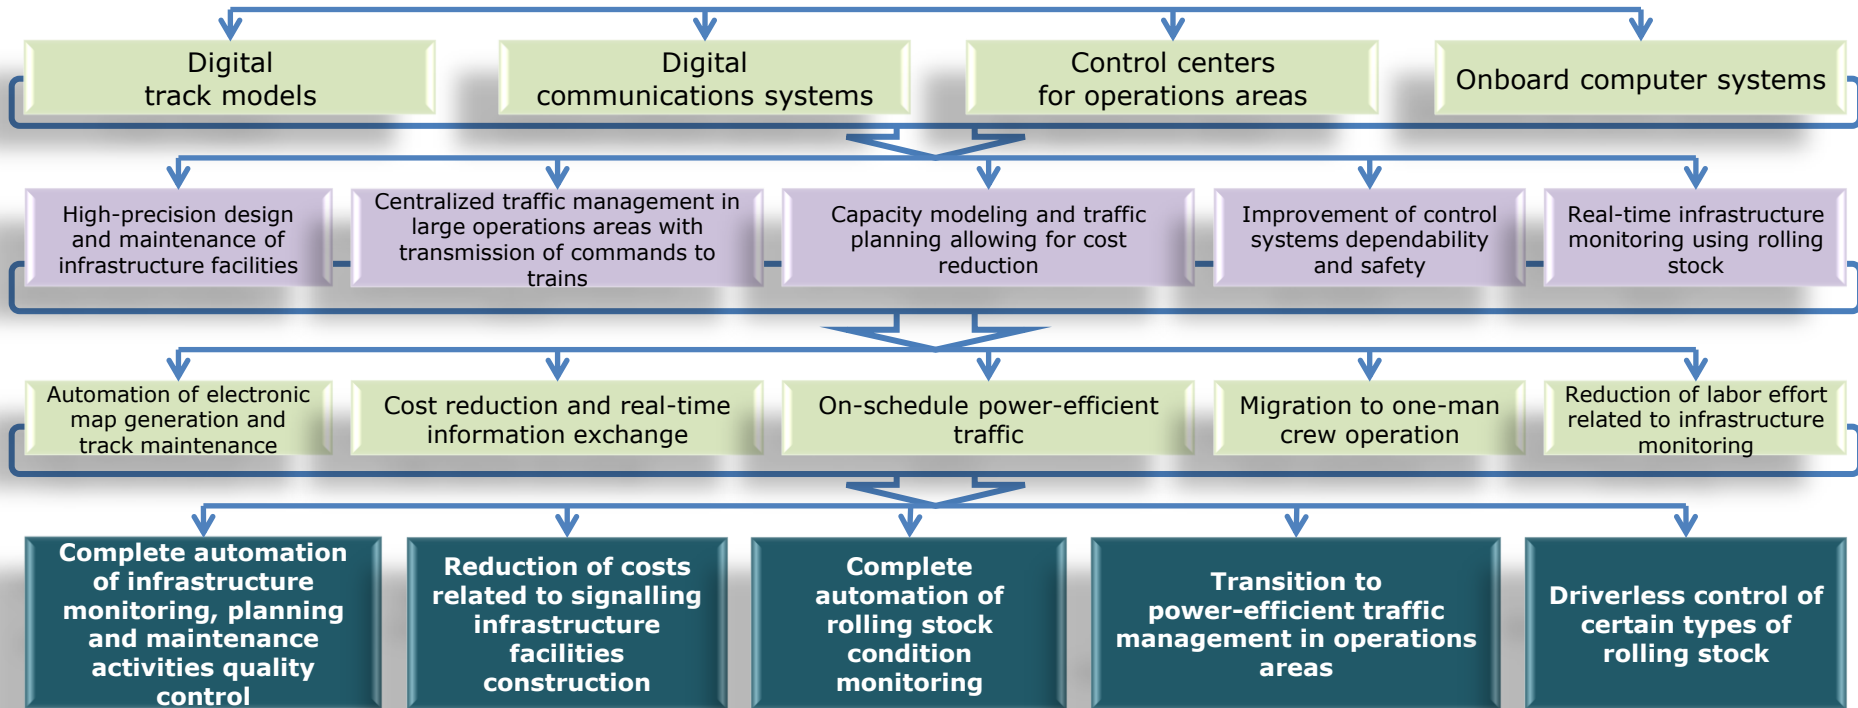 Digital
track models
Digital
communications systems
Control centers
for operations areas
Onboard computer systems
High-precision design
and maintenance of
infrastructure facilities
Centralized traffic management in
large operations areas with
transmission of commands to
trains
Capacity modeling and traffic
planning allowing for cost
reduction
Improvement of control
systems dependability
and safety
Real-time infrastructure
monitoring using rolling
stock
Automation of electronic
map generation and
track maintenance
Cost reduction and real-time
information exchange
On-schedule power-efficient
traffic
Migration to one-man
crew operation
Reduction of labor effort
related to infrastructure
monitoring
Complete automation
of infrastructure
monitoring, planning
and maintenance
activities quality
control
Reduction of costs
related to signalling
infrastructure
facilities
construction
Complete
automation of
rolling stock
condition
monitoring
Transition to
power-efficient traffic
management in operations
areas
Driverless control of
certain types of
rolling stock